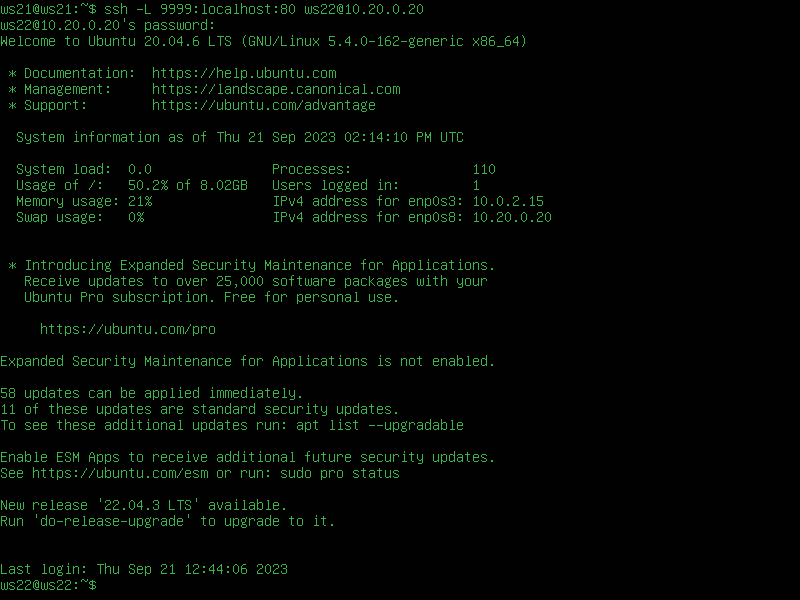 ws21@ws21:~$ ssh -L 9999:localhost:80 ws22@10.20.0.20
ws22@10.20.0.20's password:
Welcome to Ubuntu 20.04.6 LTS (GNU/Linux 5.4.0-162-generic x86_64)
* Documentation:  https://help.ubuntu.com
* Management:     https://landscape.canonical.com
* Support:        https://ubuntu.com/advantage
System information as of Thu 21 Sep 2023 02:14:10 PM UTC
System load:  0.0               Processes:               110
Usage of /:   50.2% of 8.02GB   Users logged in:         1
Memory usage: 21%               IPv4 address for enp0s3: 10.0.2.15
Swap usage:   0%                IPv4 address for enp0s8: 10.20.0.20
* Introducing Expanded Security Maintenance for Applications.
Receive updates to over 25,000 software packages with your
Ubuntu Pro subscription. Free for personal use.
https://ubuntu.com/pro
Expanded Security Maintenance for Applications is not enabled.
58 updates can be applied immediately.
11 of these updates are standard security updates.
To see these additional updates run: apt list --upgradable
Enable ESM Apps to receive additional future security updates.
See https://ubuntu.com/esm or run: sudo pro status
New release '22.04.3 LTS' available.
Run 'do-release-upgrade' to upgrade to it.
Last login: Thu Sep 21 12:44:06 2023
ws22@ws22:~$